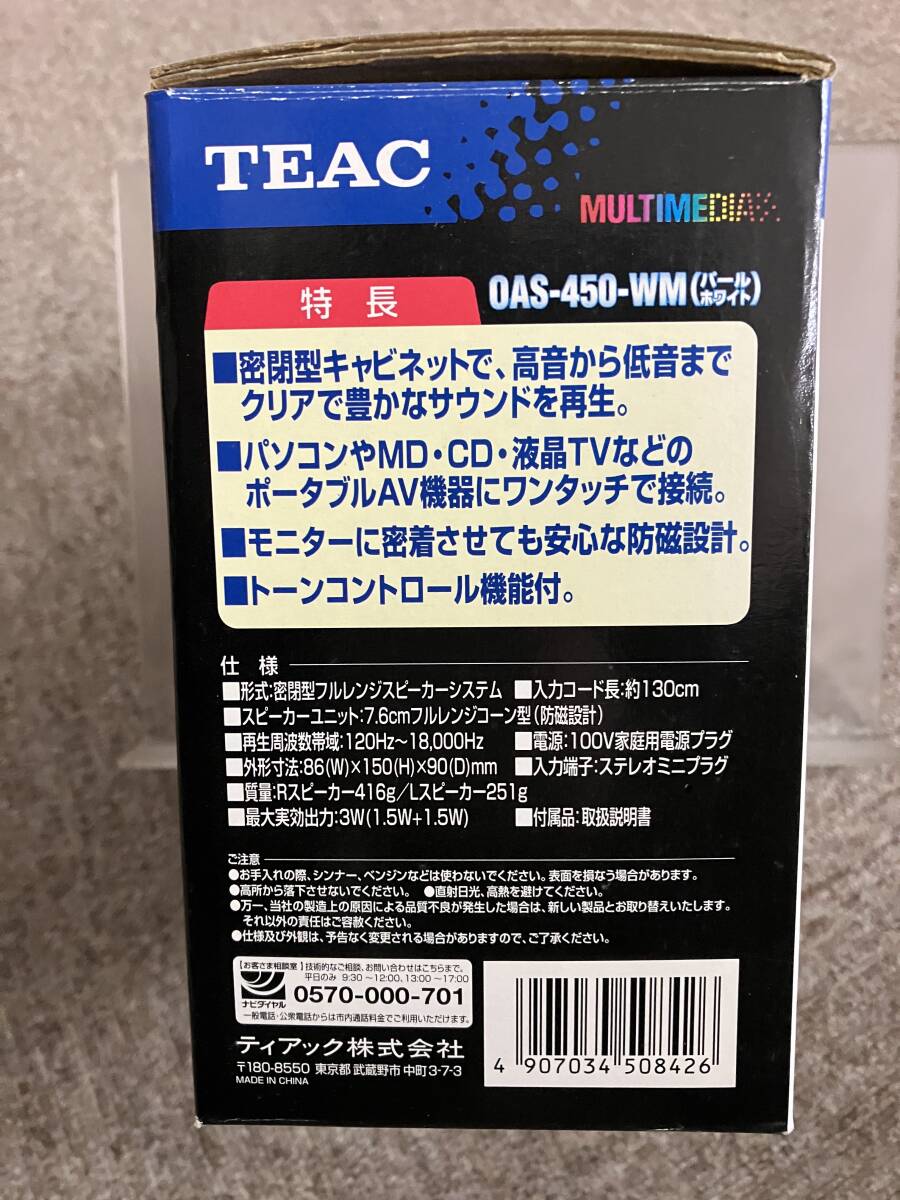 TEAC
MULTIMEDIA
特長
OAS-450-WM(パールホワイト)
■密閉型キャビネットで、高音から低音まで
クリアで豊かなサウンドを再生。
■パソコンやMD・CD・液晶TVなどの
ポータブルAV機器にワンタッチで接続。
■モニターに密着させても安心な防磁設計。
■トーンコントロール機能付。
仕様
■形式:密閉型フルレンジスピーカーシステム ■入力コード長:約130cm
■スピーカーユニット:7.6cmフルレンジコーン型(防磁設計)
■再生周波数帯域:120Hz〜18,000Hz ■電源:100V家庭用電源プラグ
■外形寸法:86(W)×150(H)×90(D)mm ■入力端子:ステレオミニプラグ
■質量:Rスピーカー416g/Lスピーカー251g
■最大実効出力:3W(1.5W+1.5W) ■付属品:取扱説明書
ご注意
●お手入れの際、シンナー、ベンジンなどは使わないでください。表面を損なう場合があります。
●高所から落下させないでください。 ●直射日光、高熱を避けてください。
●万一、当社の製造上の原因による品質不良が発生した場合は、新しい製品とお取り替えいたします。
それ以外の責任はご容赦ください。
●仕様及び外観は、予告なく変更される場合がありますので、ご了承ください。
【お客さま相談室】技術的なご相談、お問い合わせはこちらまで。
平日のみ 9:30〜12:00、13:00〜17:00
ナビダイヤル 0570-000-701
一般電話・公衆電話からは市内通話料金でご利用いただけます。
ティアック株式会社
〒180-8550 東京都 武蔵野市 中町3-7-3
MADE IN CHINA
4 907034 508426